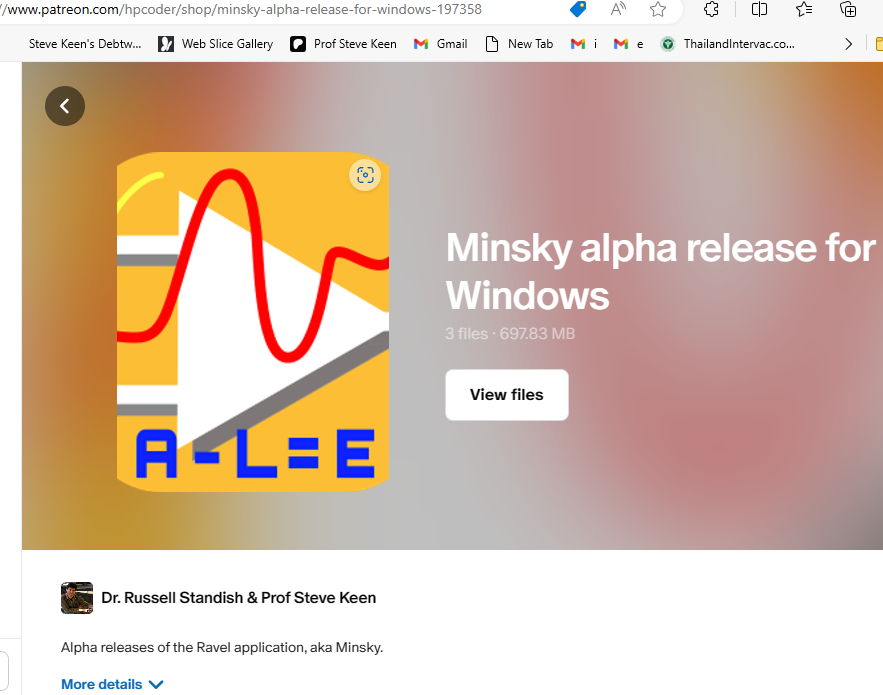 //www.patreon.com/hpcoder/shop/minsky-alpha-release-for-windows-197358
Steve Keen's Debtw... Web Slice Gallery Prof Steve Keen Gmail New Tab i e ThailandIntervac.co...
Minsky alpha release for
Windows
3 files · 697.83 MB
View files
A-L=E
Dr. Russell Standish & Prof Steve Keen
Alpha releases of the Ravel application, aka Minsky.
More details